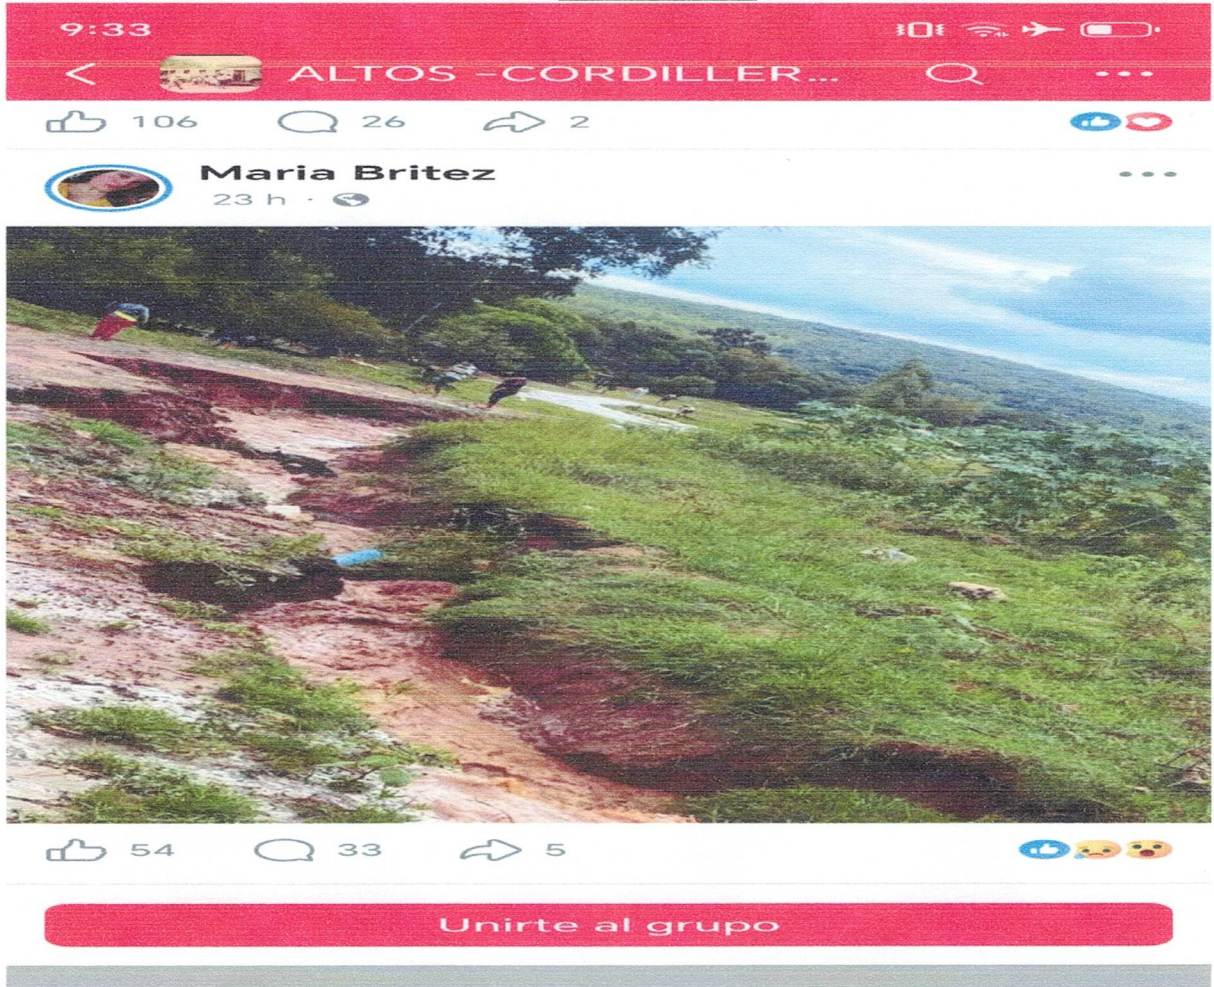 9:33
ALTOS -CORDILLER...
106 26 2
Maria Britez
23 h ·
54 33 5
Unirte al grupo